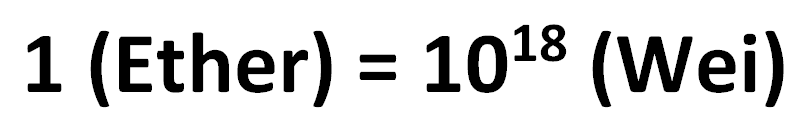 1 (Ether) = 10¹⁸ (Wei)